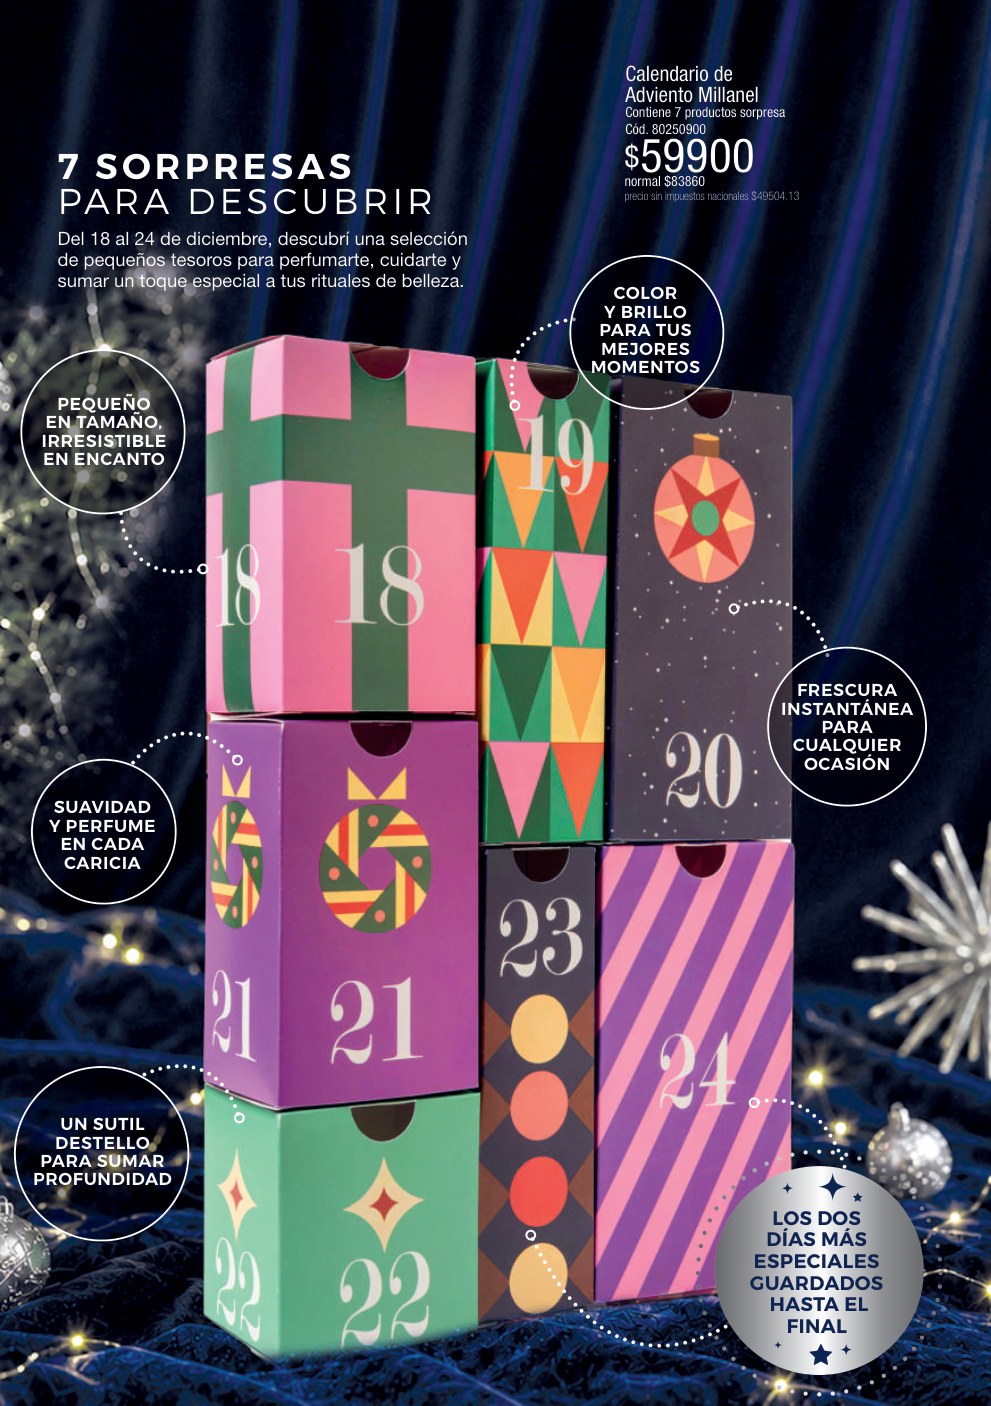 Calendario de
Adviento Millanel
Contiene 7 productos sorpresa
Cód. 80250900
$59900
normal $83860
precio sin impuestos nacionales $49504.13
7 SORPRESAS
PARA DESCUBRIR
Del 18 al 24 de diciembre, descubrí una selección
de pequeños tesoros para perfumarte, cuidarte y
sumar un toque especial a tus rituales de belleza.
COLOR
Y BRILLO
PARA TUS
MEJORES
MOMENTOS
PEQUEÑO
EN TAMAÑO,
IRRESISTIBLE
EN ENCANTO
19
18
18
FRESCURA
INSTANTÁNEA
PARA
CUALQUIER
OCASIÓN
20
SUAVIDAD
Y PERFUME
EN CADA
CARICIA
23
21
21
24
UN SUTIL
DESTELLO
PARA SUMAR
PROFUNDIDAD
22
22
LOS DOS
DÍAS MÁS
ESPECIALES
GUARDADOS
HASTA EL
FINAL